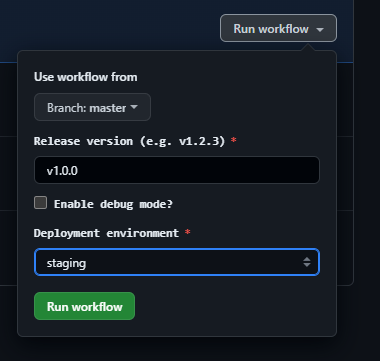 Run workflow
Use workflow from
Branch: master
Release version (e.g. v1.2.3) *
v1.0.0
Enable debug mode?
Deployment environment *
staging
Run workflow